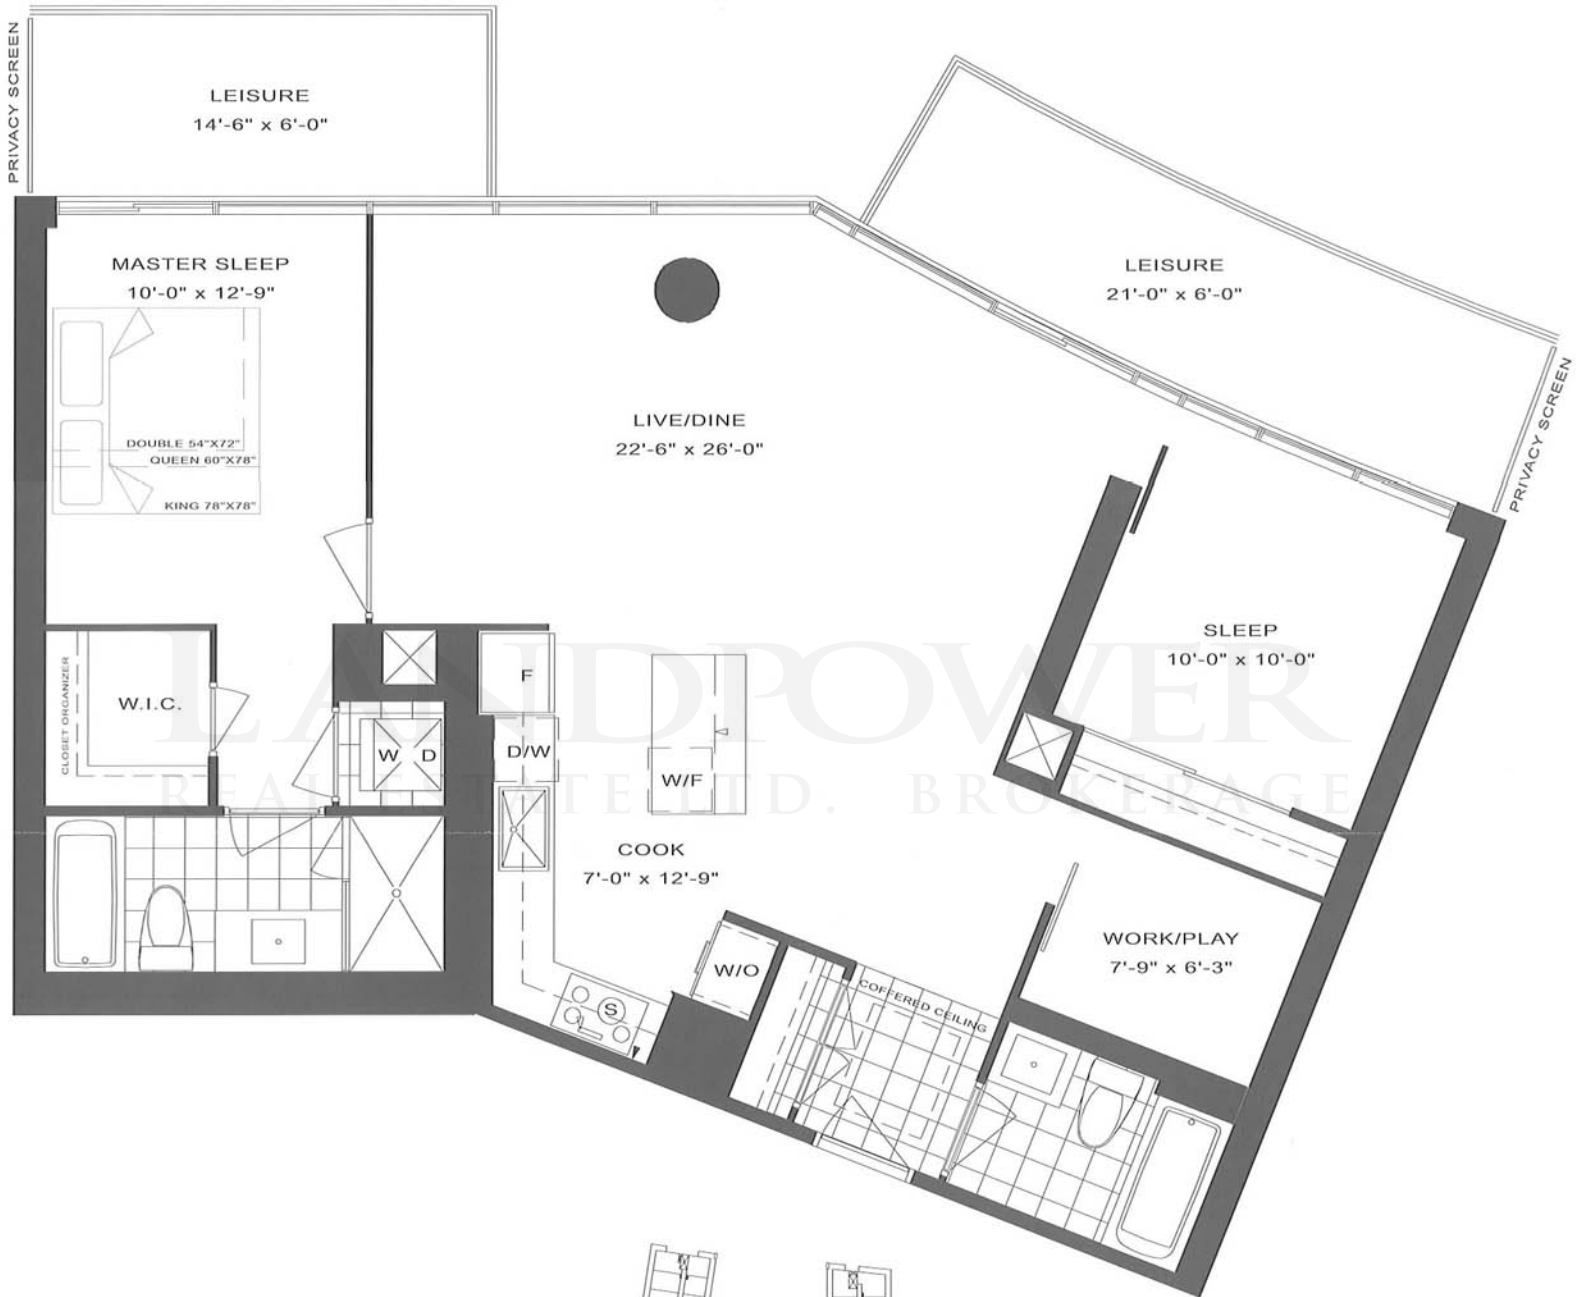 PRIVACY SCREEN
LEISURE
14'-6" x 6'-0"
LEISURE
21'-0" x 6'-0"
PRIVACY SCREEN
MASTER SLEEP
10'-0" x 12'-9"
DOUBLE 54"X72"
QUEEN 60"X78"
KING 78"X78"
LIVE/DINE
22'-6" x 26'-0"
SLEEP
10'-0" x 10'-0"
CLOSET ORGANIZER
W.I.C.
W D
F
D/W
W/F
LANDPOWER
REAL ESTATE LTD. BROKERAGE
COOK
7'-0" x 12'-9"
W/O
S
COFFERED CEILING
WORK/PLAY
7'-9" x 6'-3"